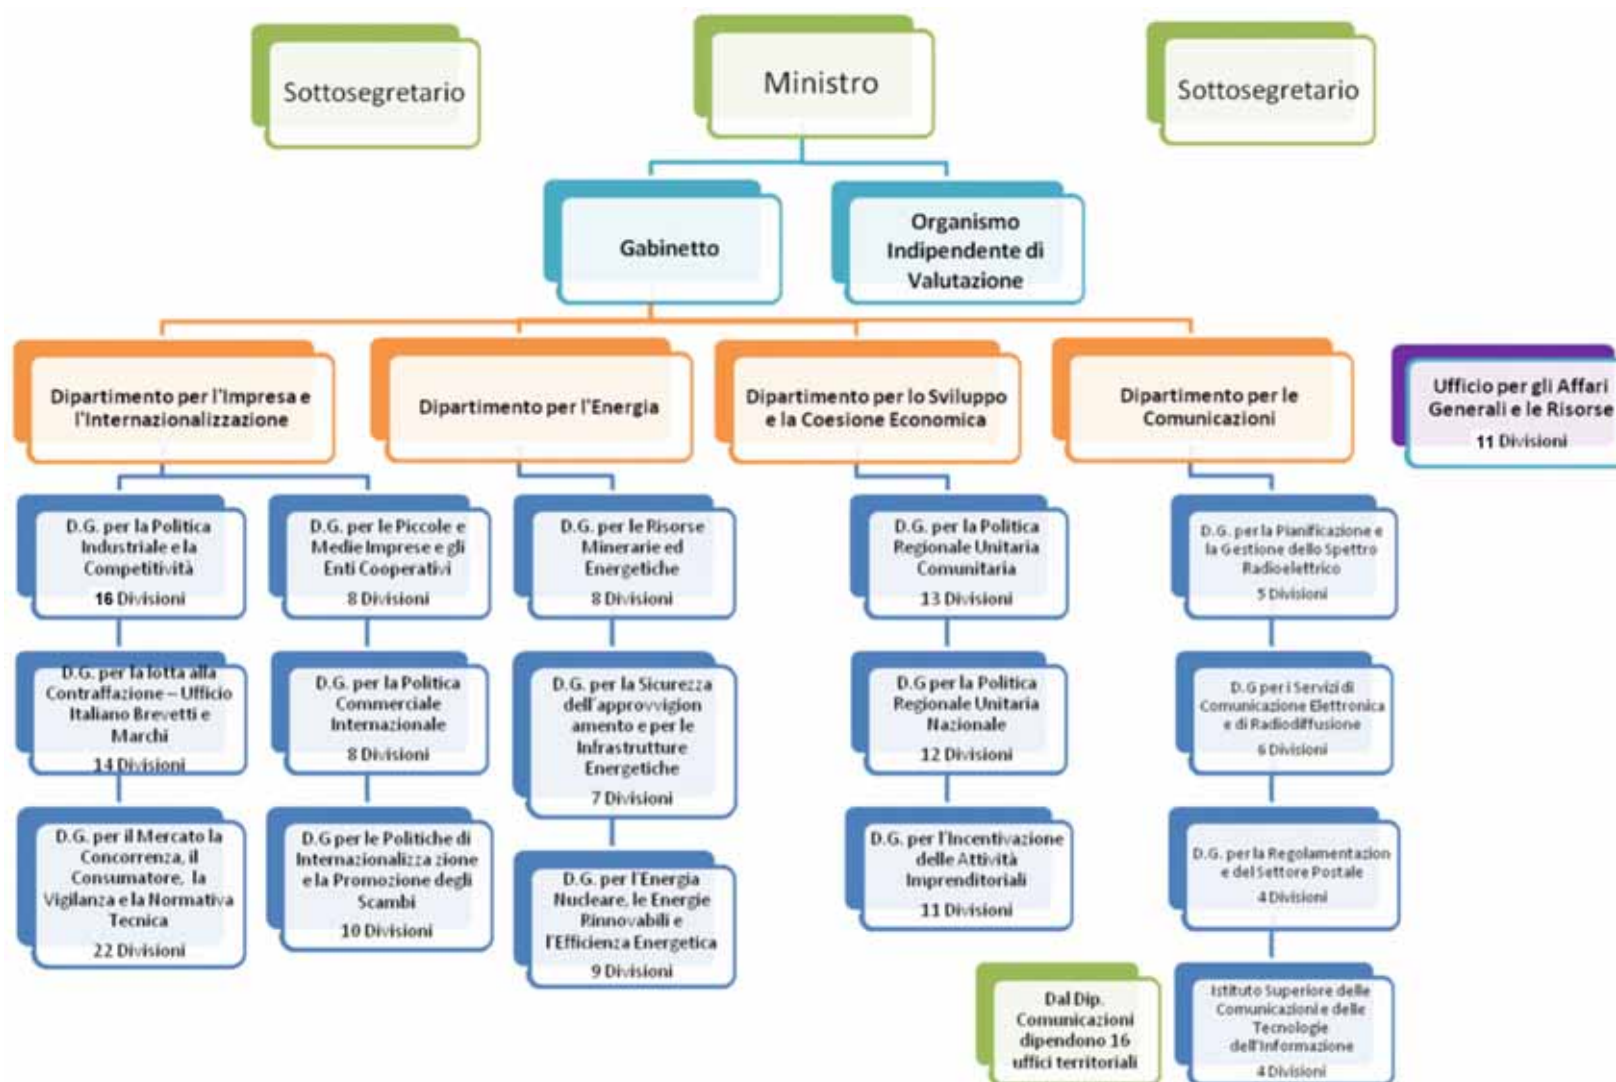 Sottosegretario
Ministro
Sottosegretario
Gabinetto
Organismo
Indipendente di
Valutazione
Dipartimento per l'Impresa e
l'Internazionalizzazione
Dipartimento per l'Energia
Dipartimento per lo Sviluppo
e la Coesione Economica
Dipartimento per le
Comunicazioni
Ufficio per gli Affari
Generali e le Risorse
11 Divisioni
D.G. per la Politica
Industriale e la
Competitività
16 Divisioni
D.G. per le Piccole e
Medie Imprese e gli
Enti Cooperativi
8 Divisioni
D.G. per le Risorse
Minerarie ed
Energetiche
8 Divisioni
D.G. per la Politica
Regionale Unitaria
Comunitaria
13 Divisioni
D.G. per la Pianificazione e
la Gestione dello Spettro
Radioelettrico
5 Divisioni
D.G. per la lotta alla
Contraffazione – Ufficio
Italiano Brevetti e
Marchi
14 Divisioni
D.G. per la Politica
Commerciale
Internazionale
8 Divisioni
D.G. per la Sicurezza
dell'approvvigion
amento e per le
Infrastrutture
Energetiche
7 Divisioni
D.G per la Politica
Regionale Unitaria
Nazionale
12 Divisioni
D.G per i Servizi di
Comunicazione Elettronica
e di Radiodiffusione
6 Divisioni
D.G. per il Mercato la
Concorrenza, il
Consumatore, la
Vigilanza e la Normativa
Tecnica
22 Divisioni
D.G per le Politiche di
Internazionalizza zione
e la Promozione degli
Scambi
10 Divisioni
D.G. per l'Energia
Nucleare, le Energie
Rinnovabili e
l'Efficienza Energetica
9 Divisioni
D.G. per l'Incentivazione
delle Attività
Imprenditoriali
11 Divisioni
D.G. per la Regolamentazion
e del Settore Postale
4 Divisioni
Dal Dip.
Comunicazioni
dipendono 16
uffici territoriali
Istituto Superiore delle
Comunicazioni e delle
Tecnologie
dell'Informazione
4 Divisioni